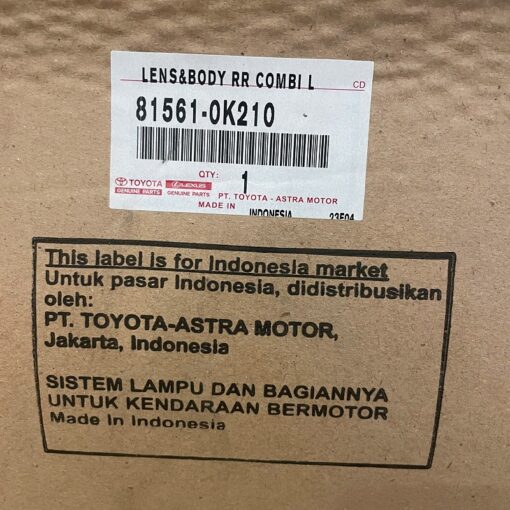 LENS&BODY RR COMBI L
CD
81561-0K210
QTY: 1
TOYOTA LEXUS
GENUINE PARTS GENUINE PARTS PT. TOYOTA - ASTRA MOTOR
MADE IN INDONESIA 23E04
This label is for Indonesia market
Untuk pasar Indonesia, didistribusikan
oleh:
PT. TOYOTA-ASTRA MOTOR,
Jakarta, Indonesia
SISTEM LAMPU DAN BAGIANNYA
UNTUK KENDARAAN BERMOTOR
Made In Indonesia